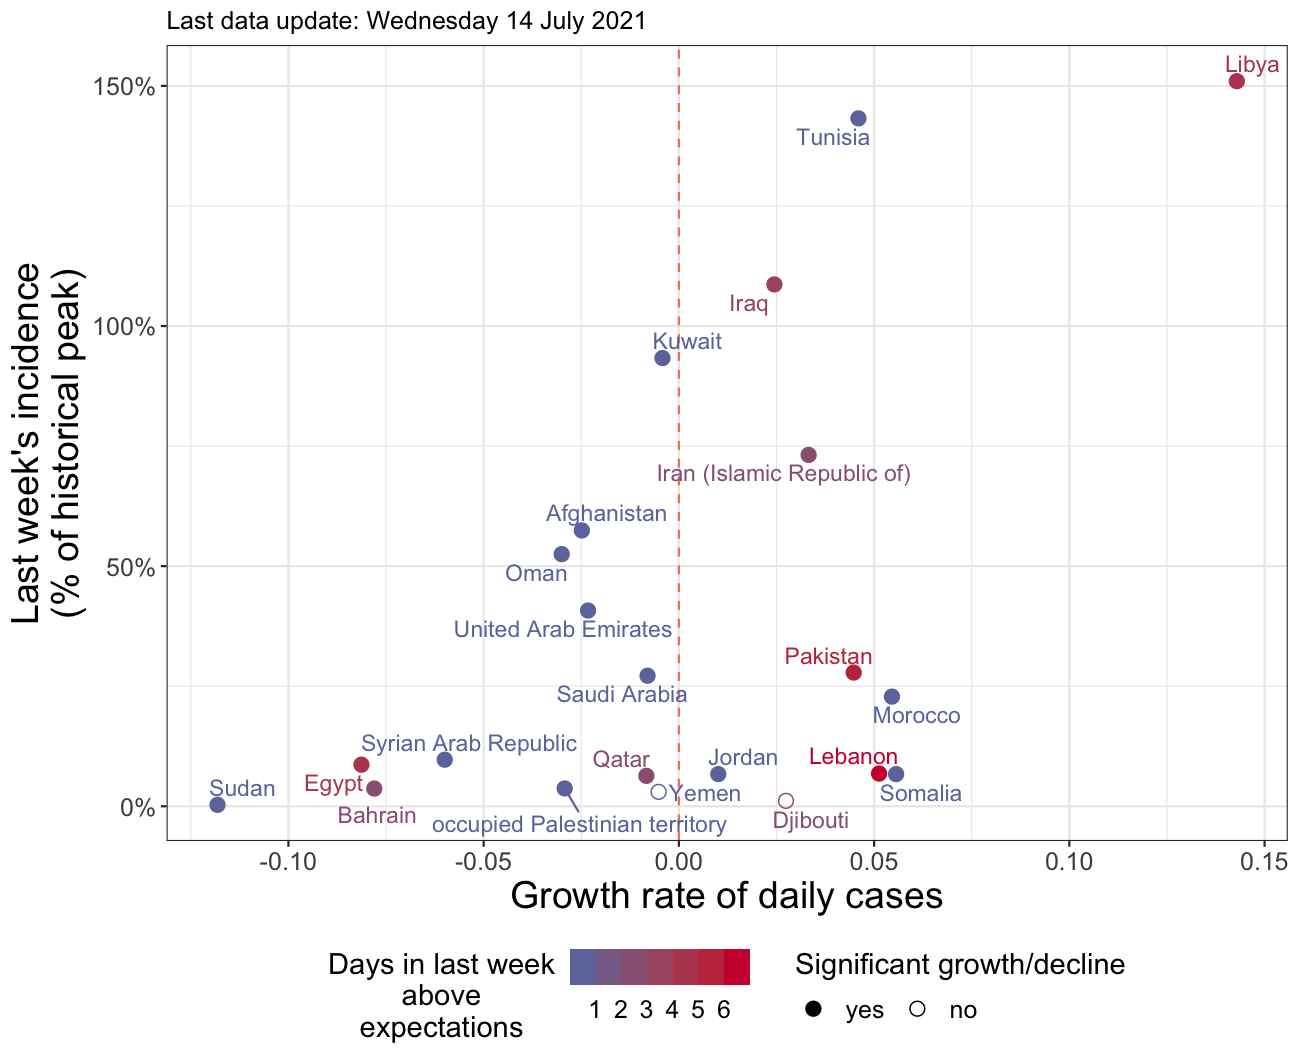 Last data update: Wednesday 14 July 2021
Last week's incidence
(% of historical peak)
150%
100%
50%
0%
Libya
Tunisia
Iraq
Kuwait
Iran (Islamic Republic of)
Afghanistan
Oman
United Arab Emirates
Pakistan
Saudi Arabia
Morocco
Syrian Arab Republic
Qatar
Jordan
Lebanon
Egypt
Sudan
Yemen
Somalia
Bahrain
occupied Palestinian territory
Djibouti
-0.10 -0.05 0.00 0.05 0.10 0.15
Growth rate of daily cases
Days in last week
above
expectations
1 2 3 4 5 6
Significant growth/decline
yes no